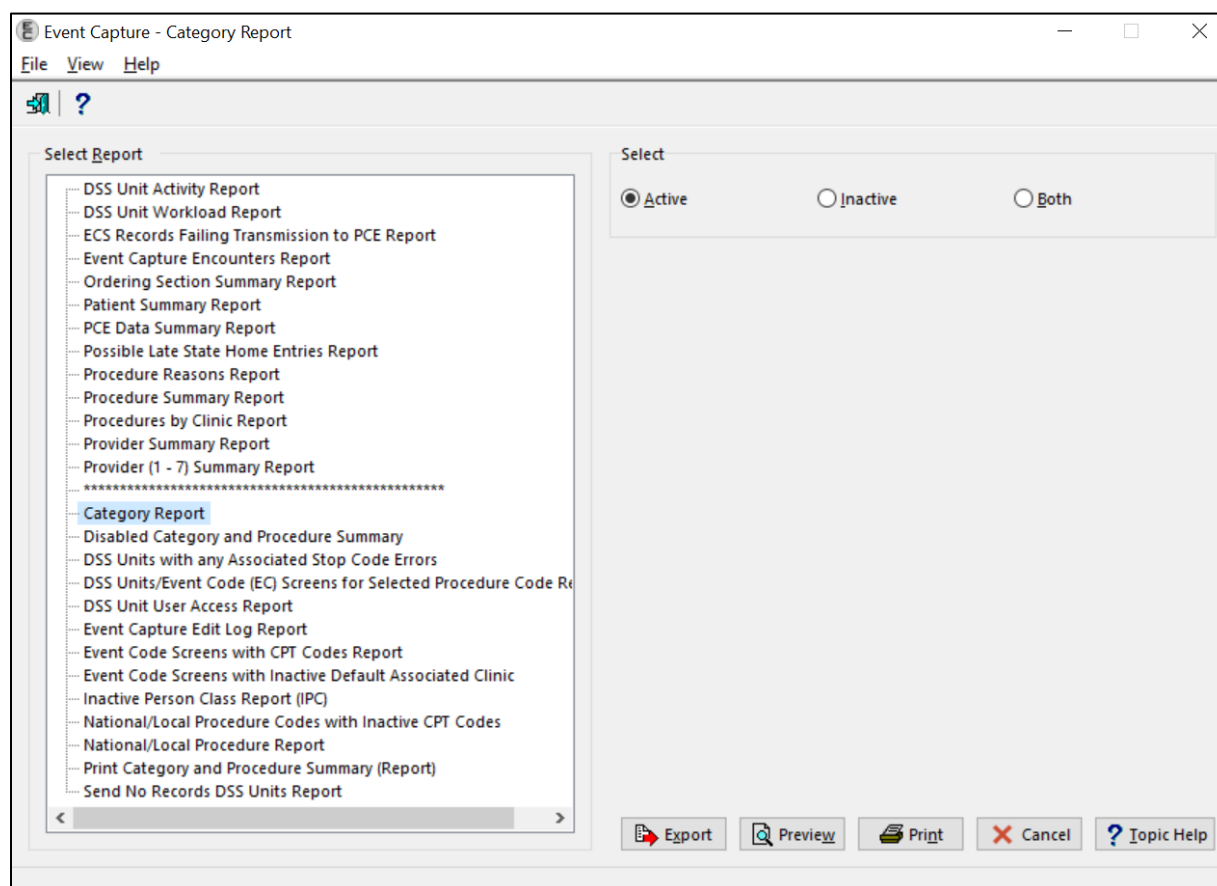 Event Capture - Category Report
File View Help
Select Report
DSS Unit Activity Report
DSS Unit Workload Report
ECS Records Failing Transmission to PCE Report
Event Capture Encounters Report
Ordering Section Summary Report
Patient Summary Report
PCE Data Summary Report
Possible Late State Home Entries Report
Procedure Reasons Report
Procedure Summary Report
Procedures by Clinic Report
Provider Summary Report
Provider (1 - 7) Summary Report
**************************************************
Category Report
Disabled Category and Procedure Summary
DSS Units with any Associated Stop Code Errors
DSS Units/Event Code (EC) Screens for Selected Procedure Code Re
DSS Unit User Access Report
Event Capture Edit Log Report
Event Code Screens with CPT Codes Report
Event Code Screens with Inactive Default Associated Clinic
Inactive Person Class Report (IPC)
National/Local Procedure Codes with Inactive CPT Codes
National/Local Procedure Report
Print Category and Procedure Summary (Report)
Send No Records DSS Units Report
Select
Active Inactive Both
Export Preview Print Cancel Topic Help